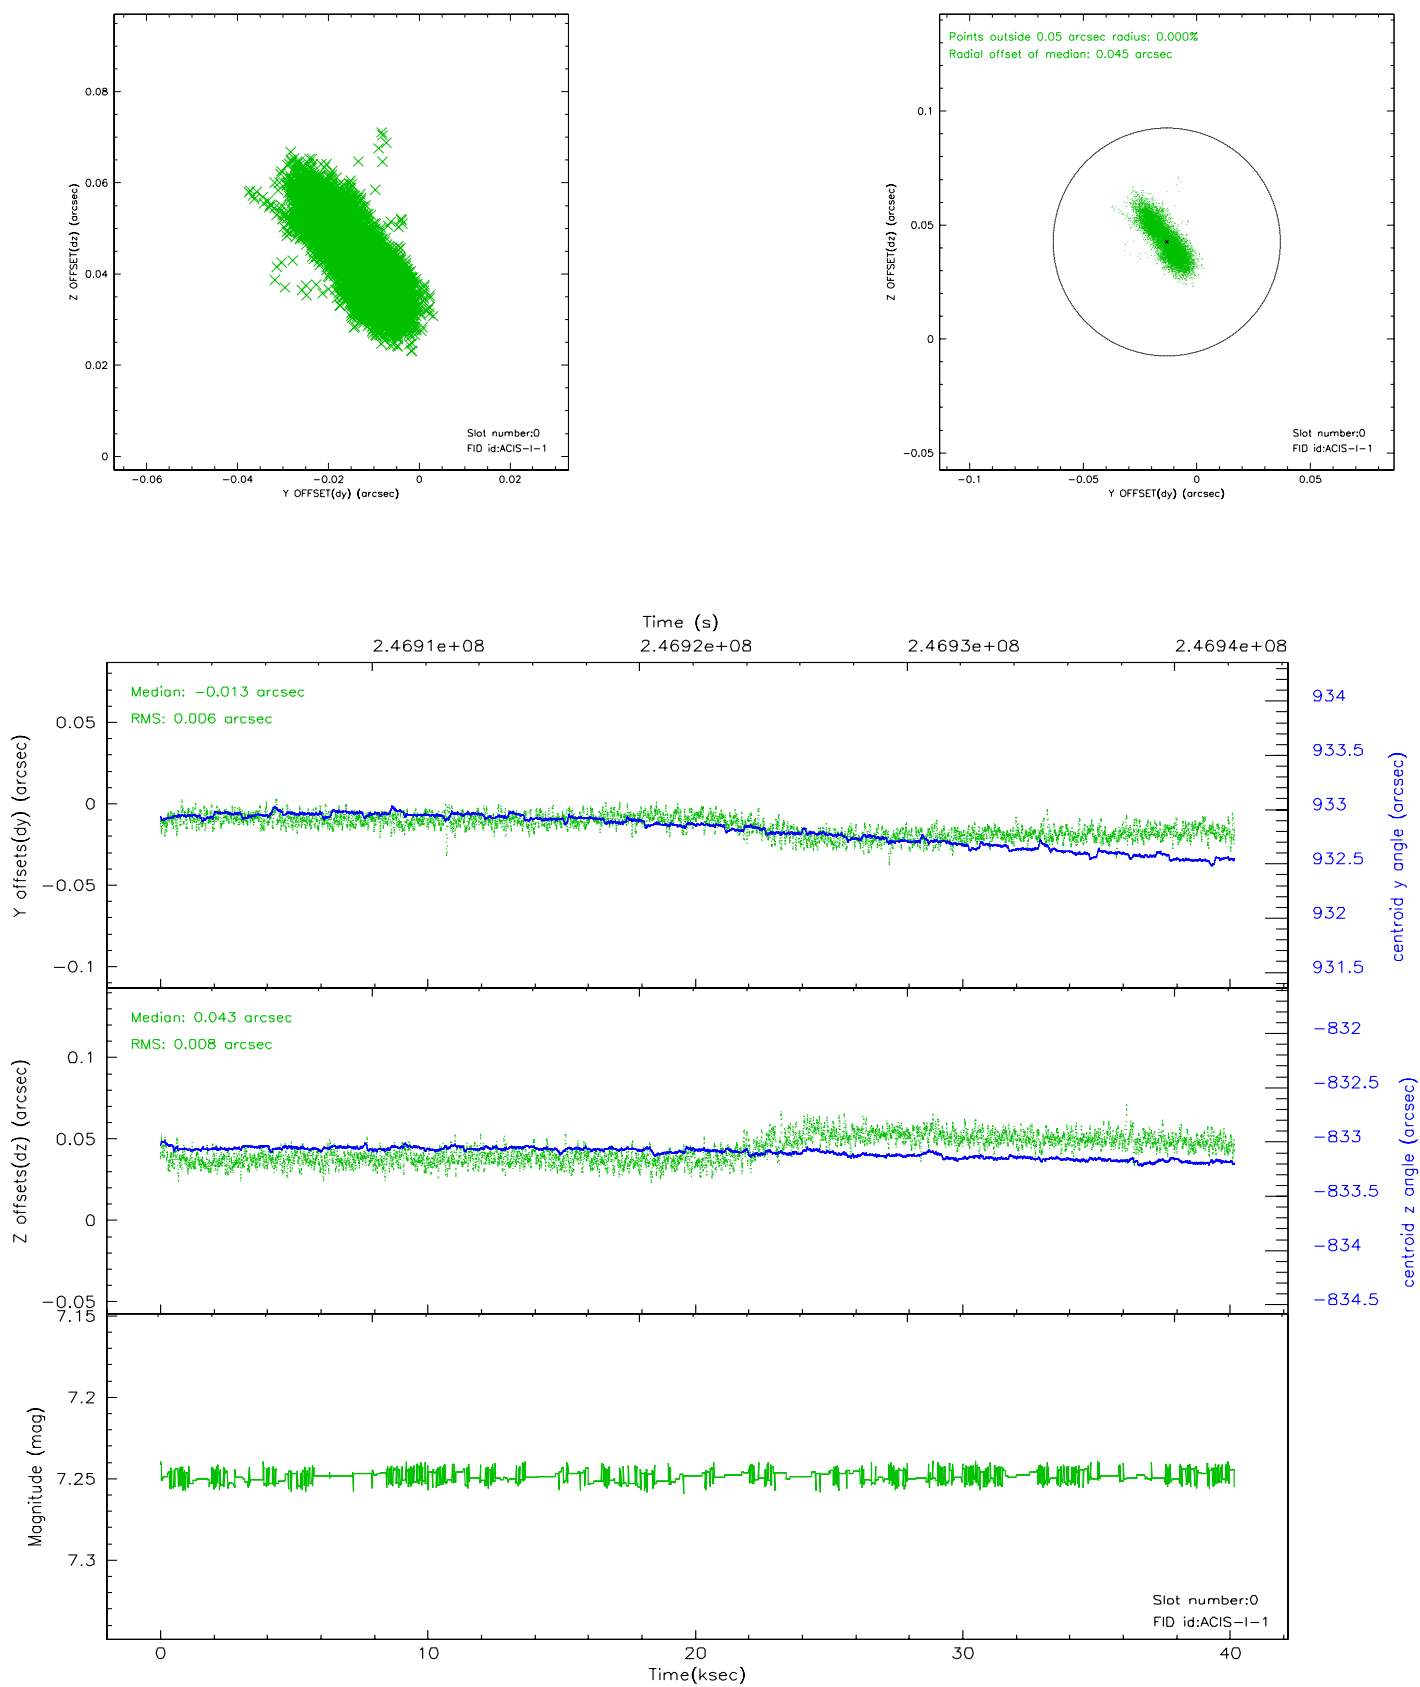 0.08
0.06
0.04
0.02
0
Z OFFSET(dz) (arcsec)
Slot number:0
FID id:ACIS-I-1
-0.06 -0.04 -0.02 0 0.02
Y OFFSET(dy) (arcsec)
Points outside 0.05 arcsec radius: 0.000%
Radial offset of median: 0.045 arcsec
0.1
0.05
0
-0.05
Z OFFSET(dz) (arcsec)
Slot number:0
FID id:ACIS-I-1
-0.1 -0.05 0 0.05
Y OFFSET(dy) (arcsec)
Time (s)
2.4691e+08 2.4692e+08 2.4693e+08 2.4694e+08
Median: -0.013 arcsec
RMS: 0.006 arcsec
0.05
0
-0.05
-0.1
Y offsets(dy) (arcsec)
934
933.5
933
932.5
932
931.5
centroid y angle (arcsec)
Median: 0.043 arcsec
RMS: 0.008 arcsec
0.1
0.05
0
-0.05
Z offsets(dz) (arcsec)
-832
-832.5
-833
-833.5
-834
-834.5
centroid z angle (arcsec)
7.15
7.2
7.25
7.3
Magnitude (mag)
Slot number:0
FID id:ACIS-I-1
0 10 20 30 40
Time(ksec)